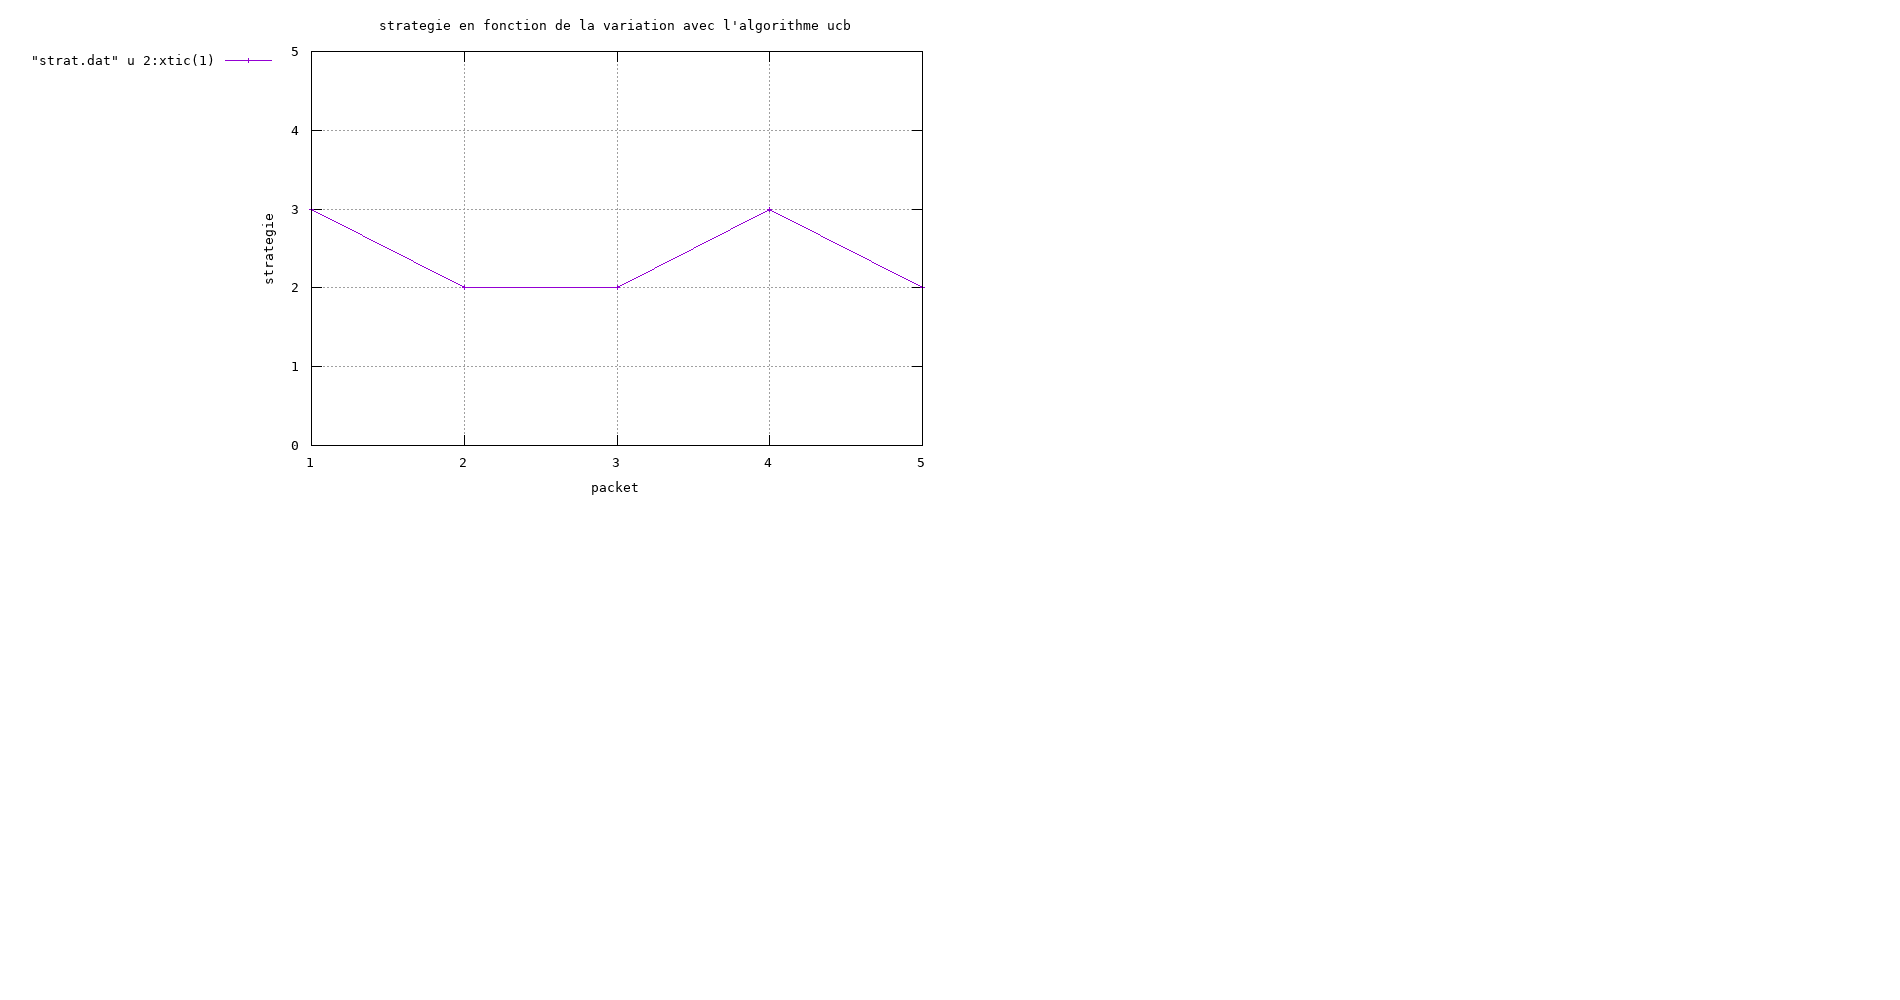 strategie en fonction de la variation avec l'algorithme ucb
"strat.dat" u 2:xtic(1)
5
4
3
2
1
0
strategie
1 2 3 4 5
packet